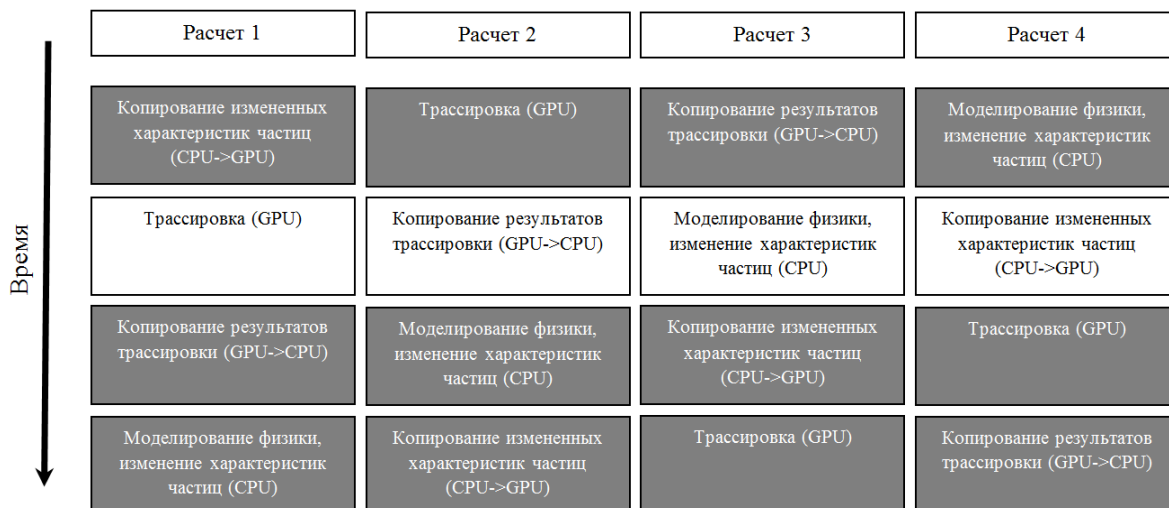 Расчет 1
Расчет 2
Расчет 3
Расчет 4
Время
Копирование измененных
характеристик частиц
(CPU->GPU)
Трассировка (GPU)
Копирование результатов
трассировки (GPU->CPU)
Моделирование физики,
изменение характеристик
частиц (CPU)
Трассировка (GPU)
Копирование результатов
трассировки (GPU->CPU)
Моделирование физики,
изменение характеристик
частиц (CPU)
Копирование измененных
характеристик частиц
(CPU->GPU)
Копирование результатов
трассировки (GPU->CPU)
Моделирование физики,
изменение характеристик
частиц (CPU)
Копирование измененных
характеристик частиц
(CPU->GPU)
Трассировка (GPU)
Моделирование физики,
изменение характеристик
частиц (CPU)
Копирование измененных
характеристик частиц
(CPU->GPU)
Трассировка (GPU)
Копирование результатов
трассировки (GPU->CPU)